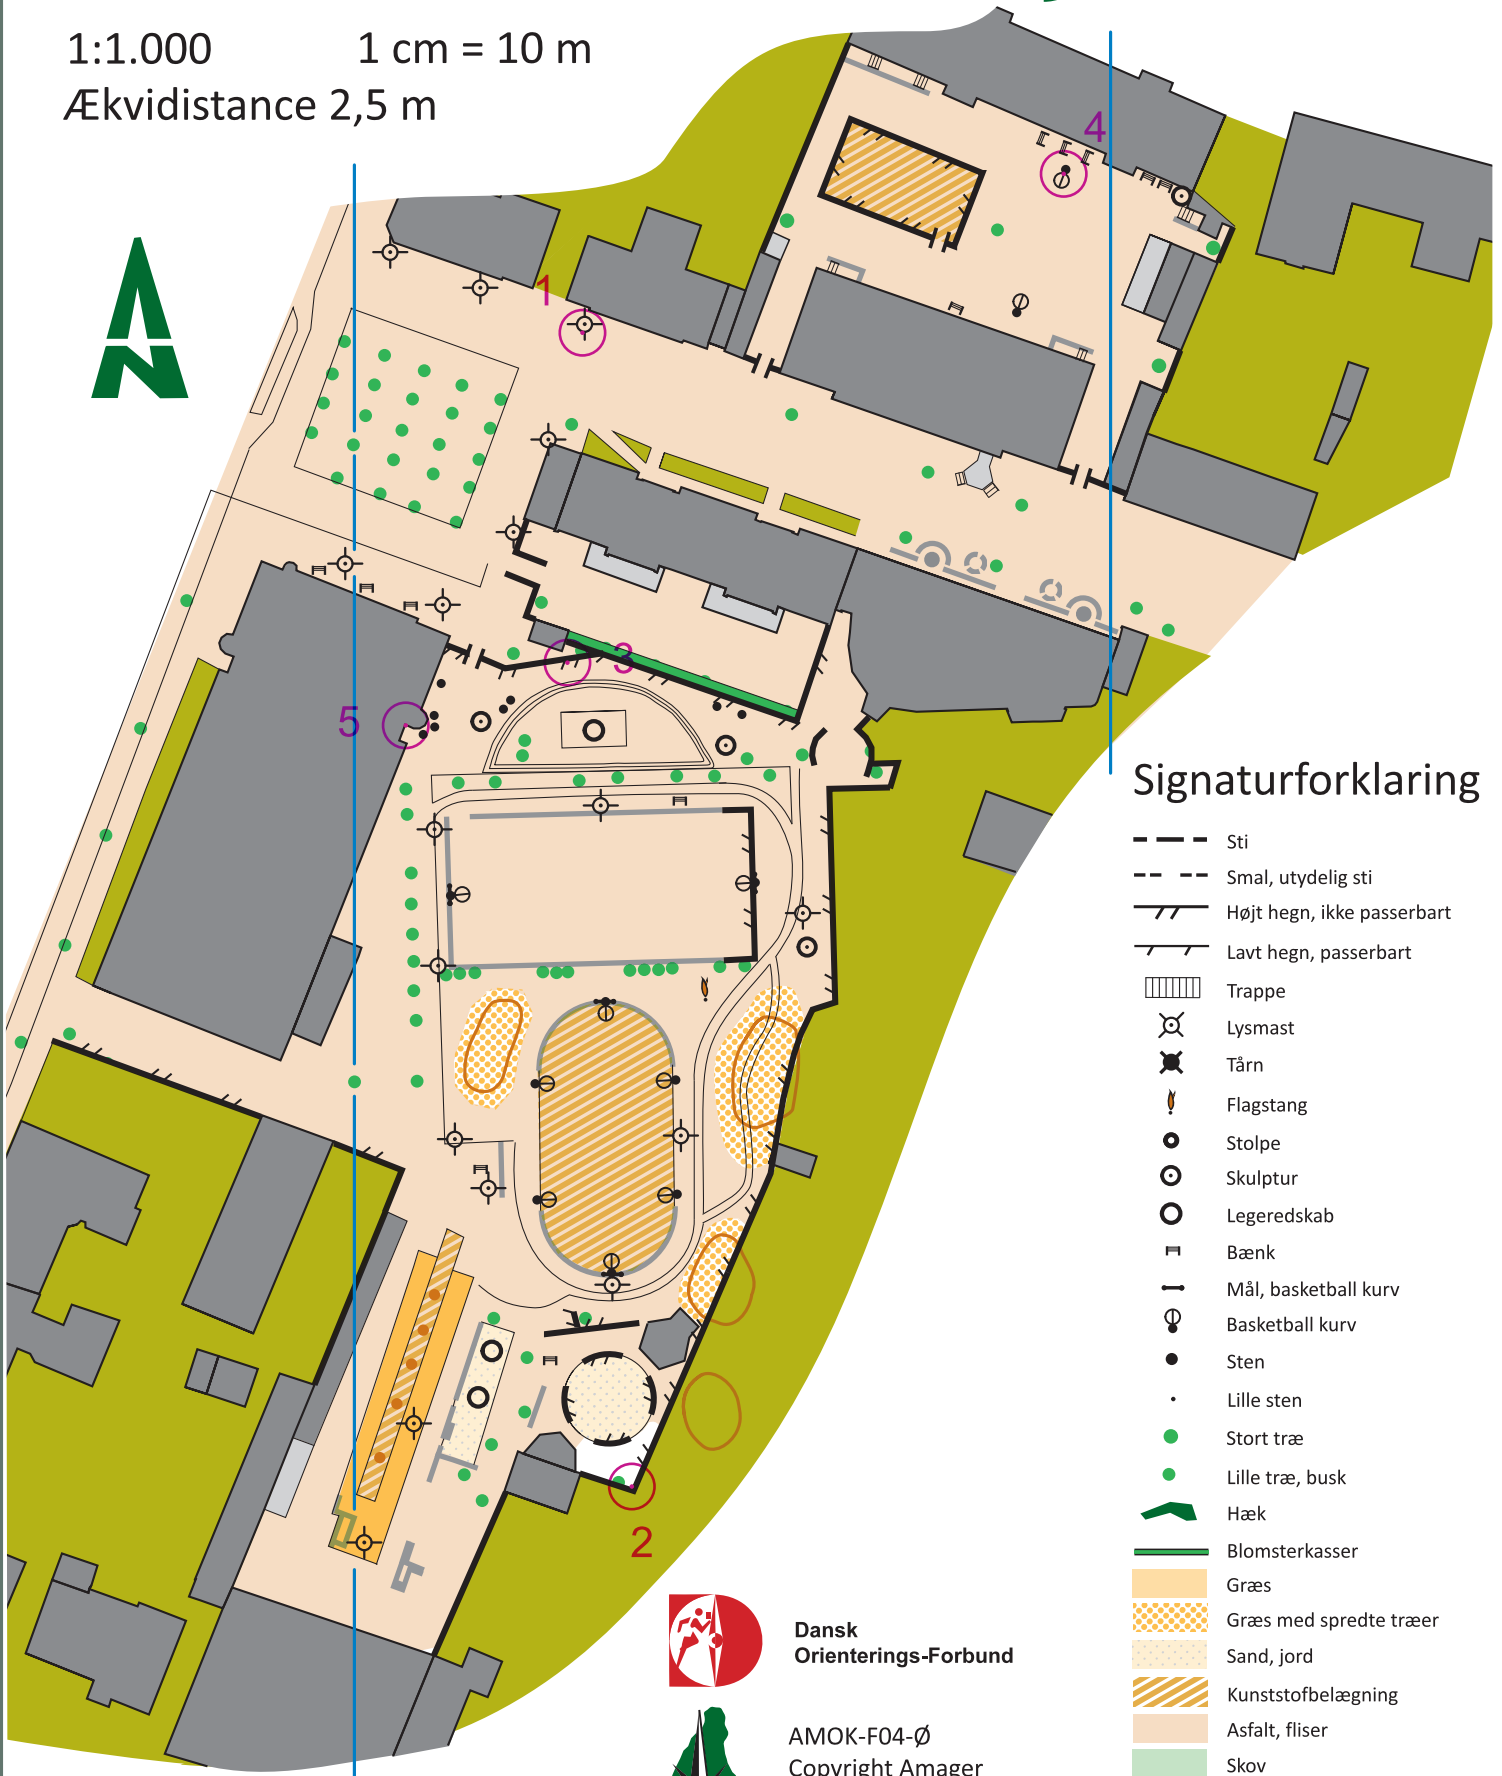 1:1.000 1 cm = 10 m
Ækvidistance 2,5 m
4
1
3
5
2
N
Signaturforklaring
Sti
Smal, utydelig sti
Højt hegn, ikke passerbart
Lavt hegn, passerbart
Trappe
Lysmast
Tårn
Flagstang
Stolpe
Skulptur
Legeredskab
Bænk
Mål, basketball kurv
Basketball kurv
Sten
Lille sten
Stort træ
Lille træ, busk
Hæk
Blomsterkasser
Græs
Græs med spredte træer
Sand, jord
Kunststofbelægning
Asfalt, fliser
Skov
Dansk
Orienterings-Forbund
AMOK-F04-Ø
Copyright Amager